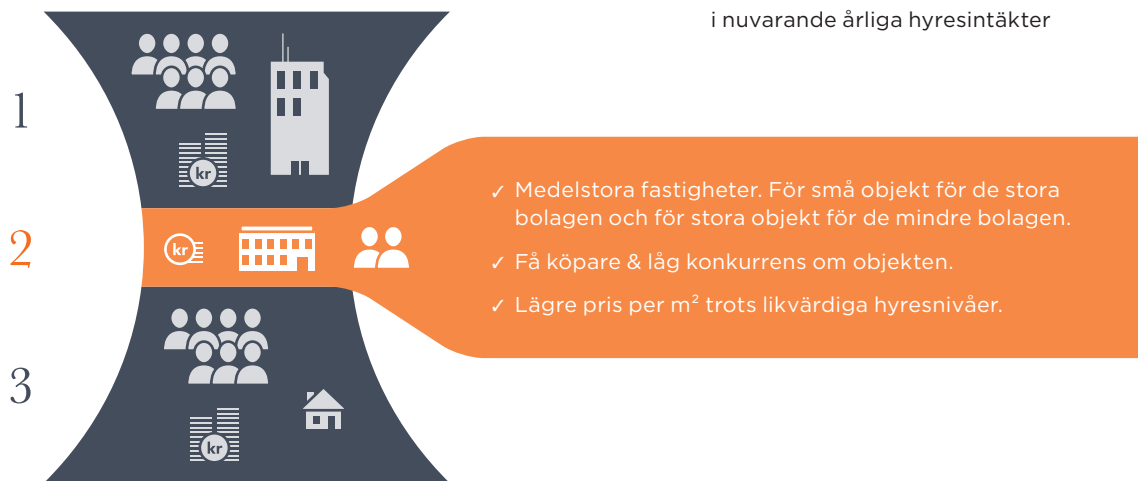 i nuvarande årliga hyresintäkter
1
kr
✓ Medelstora fastigheter. För små objekt för de stora
bolagen och för stora objekt för de mindre bolagen.
2
kr
✓ Få köpare & låg konkurrens om objekten.
✓ Lägre pris per m² trots likvärdiga hyresnivåer.
3
kr